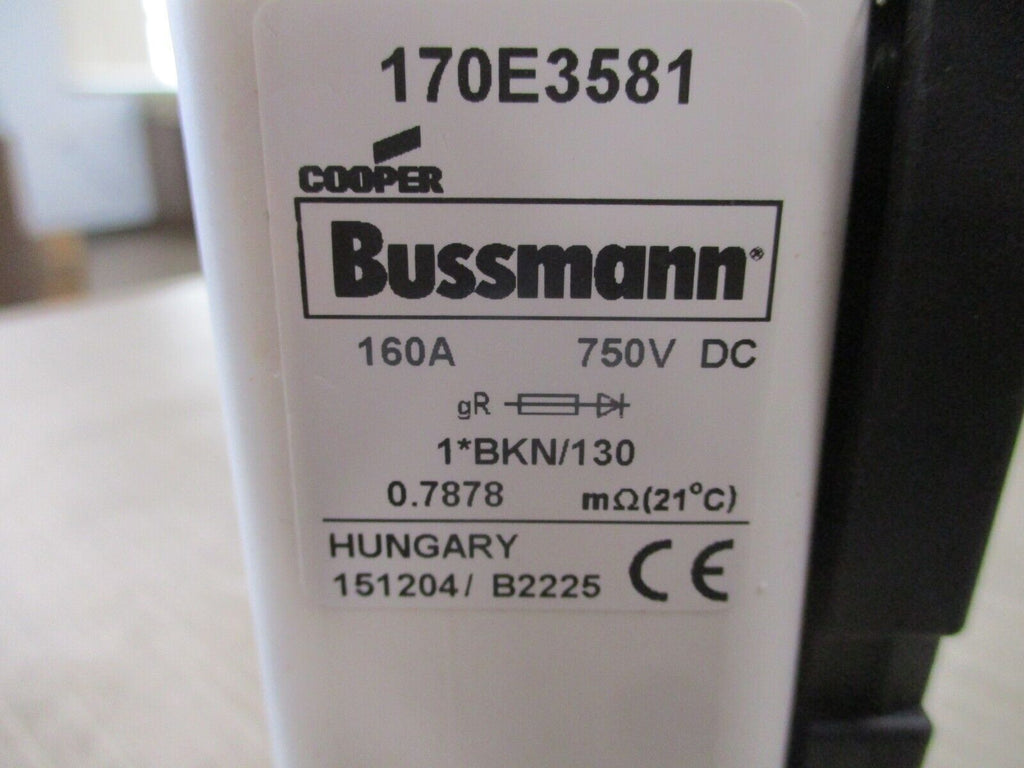 170E3581
COOPER
Bussmann®
160A 750V DC
gR
1*BKN/130
0.7878 mΩ(21°C)
HUNGARY
151204/ B2225 CE